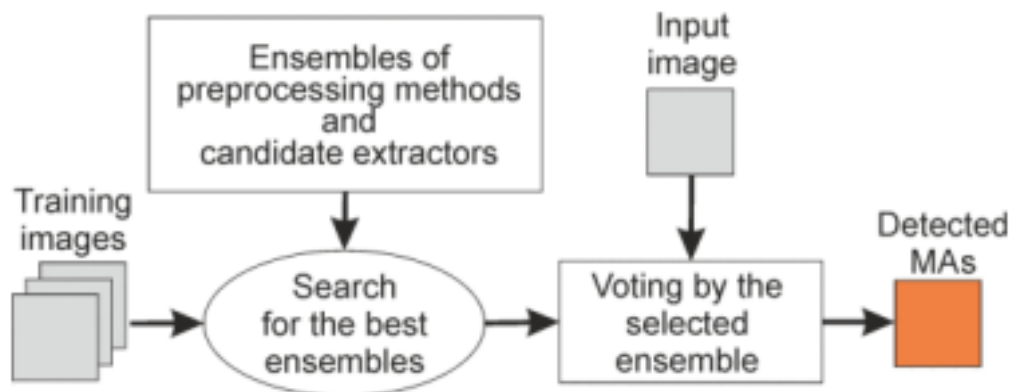 Ensembles of
preprocessing methods
and
candidate extractors
Input
image
Training
images
Search
for the best
ensembles
Voting by the
selected
ensemble
Detected
MAs